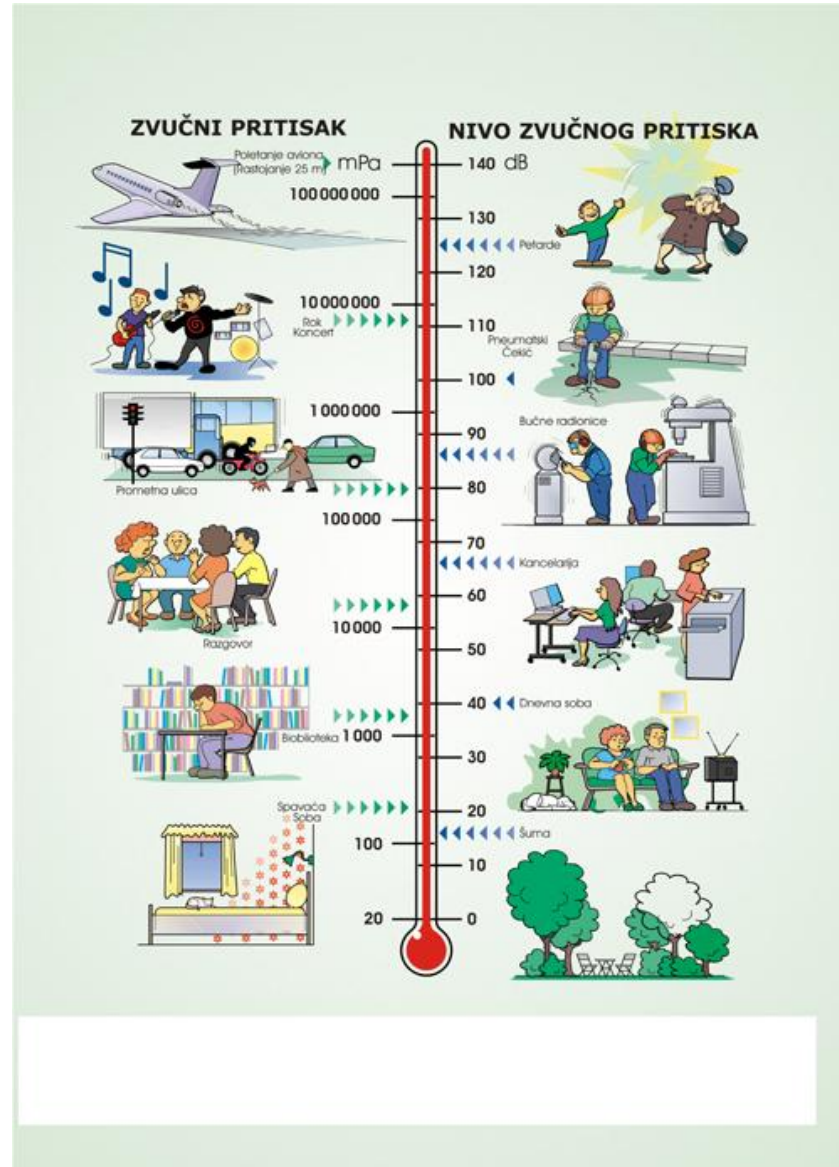 ZVUČNI PRITISAK
NIVO ZVUČNOG PRITISKA
Poletanje aviona
(Rastojanje 25 m)
mPa
140 dB
100 000 000
130
Petarde
120
10 000 000
Rok
Koncert
110
Pneumatski
Čekić
100
1 000 000
Bučne radionice
90
Prometna ulica
80
100 000
70
Kancelarija
60
10 000
Razgovor
50
40
Dnevna soba
Biobilioteka
1 000
30
Spavaća
Soba
20
Šuma
100
10
20
0